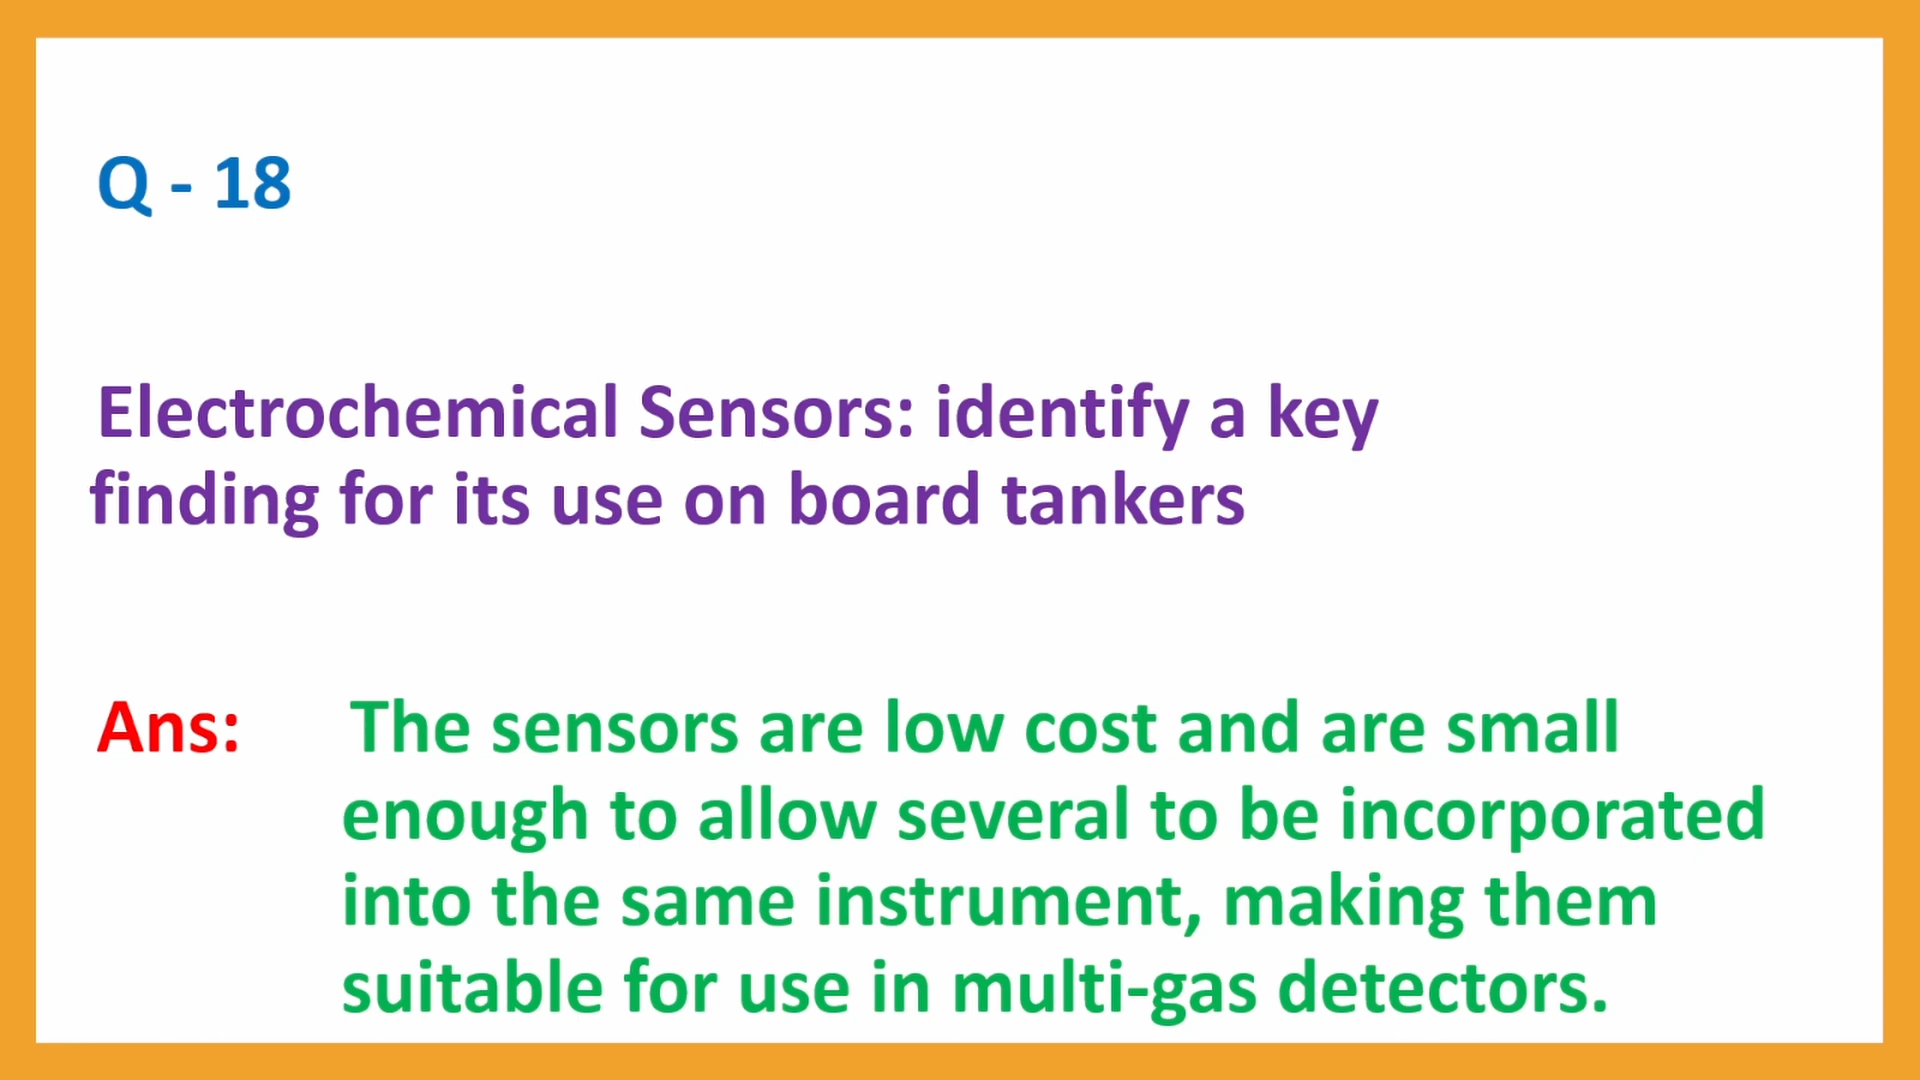 Q - 18
Electrochemical Sensors: identify a key
finding for its use on board tankers
Ans: The sensors are low cost and are small
enough to allow several to be incorporated
into the same instrument, making them
suitable for use in multi-gas detectors.